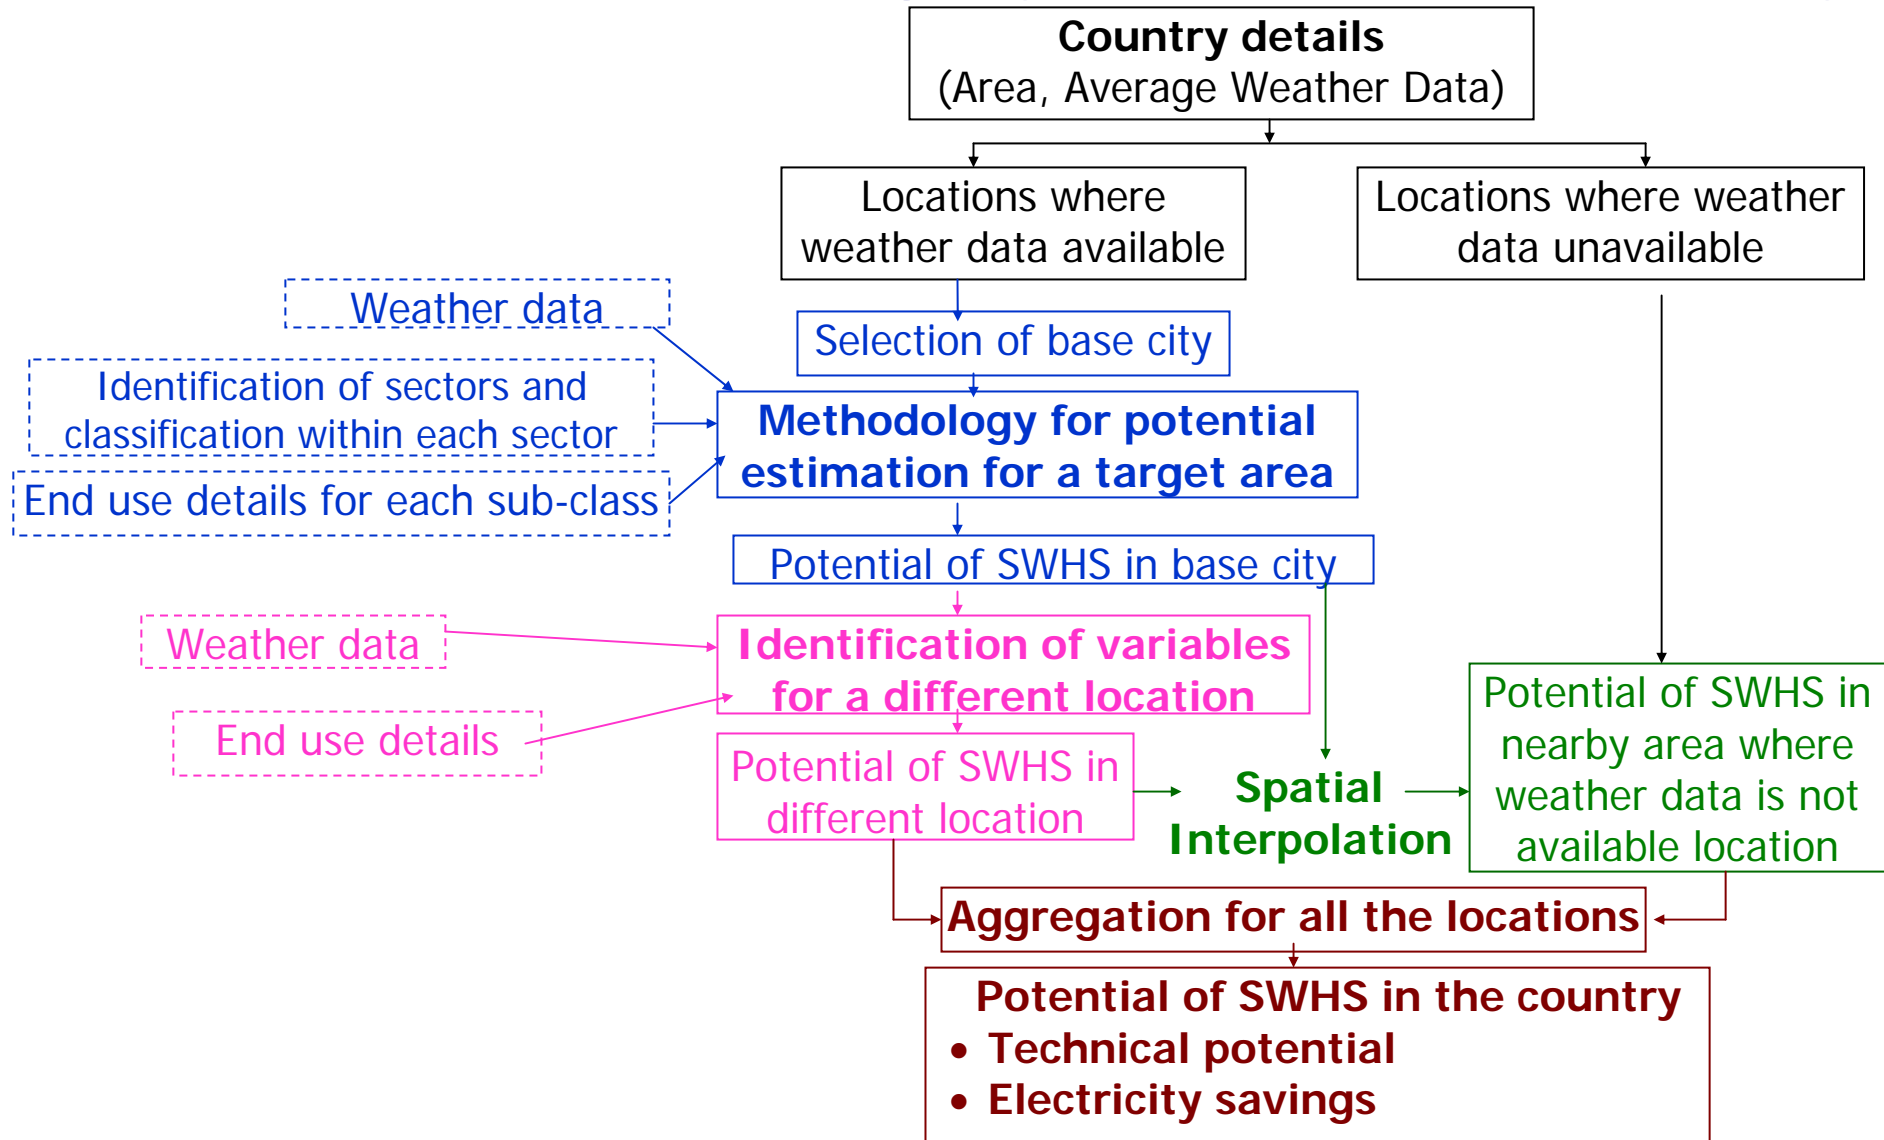 Country details
(Area, Average Weather Data)
Locations where
weather data available
Locations where weather
data unavailable
Weather data
Selection of base city
Identification of sectors and
classification within each sector
Methodology for potential
estimation for a target area
End use details for each sub-class
Potential of SWHS in base city
Weather data
Identification of variables
for a different location
End use details
Potential of SWHS in
different location
Spatial
Interpolation
Potential of SWHS in
nearby area where
weather data is not
available location
Aggregation for all the locations
Potential of SWHS in the country
• Technical potential
• Electricity savings